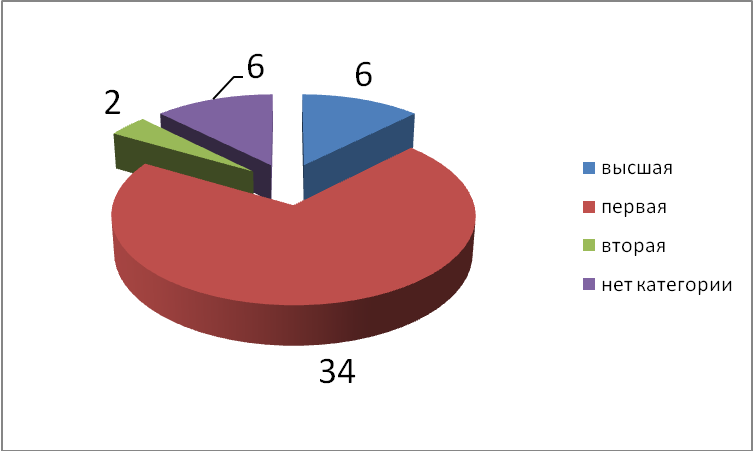 6
6
2
34
высшая
первая
вторая
нет категории